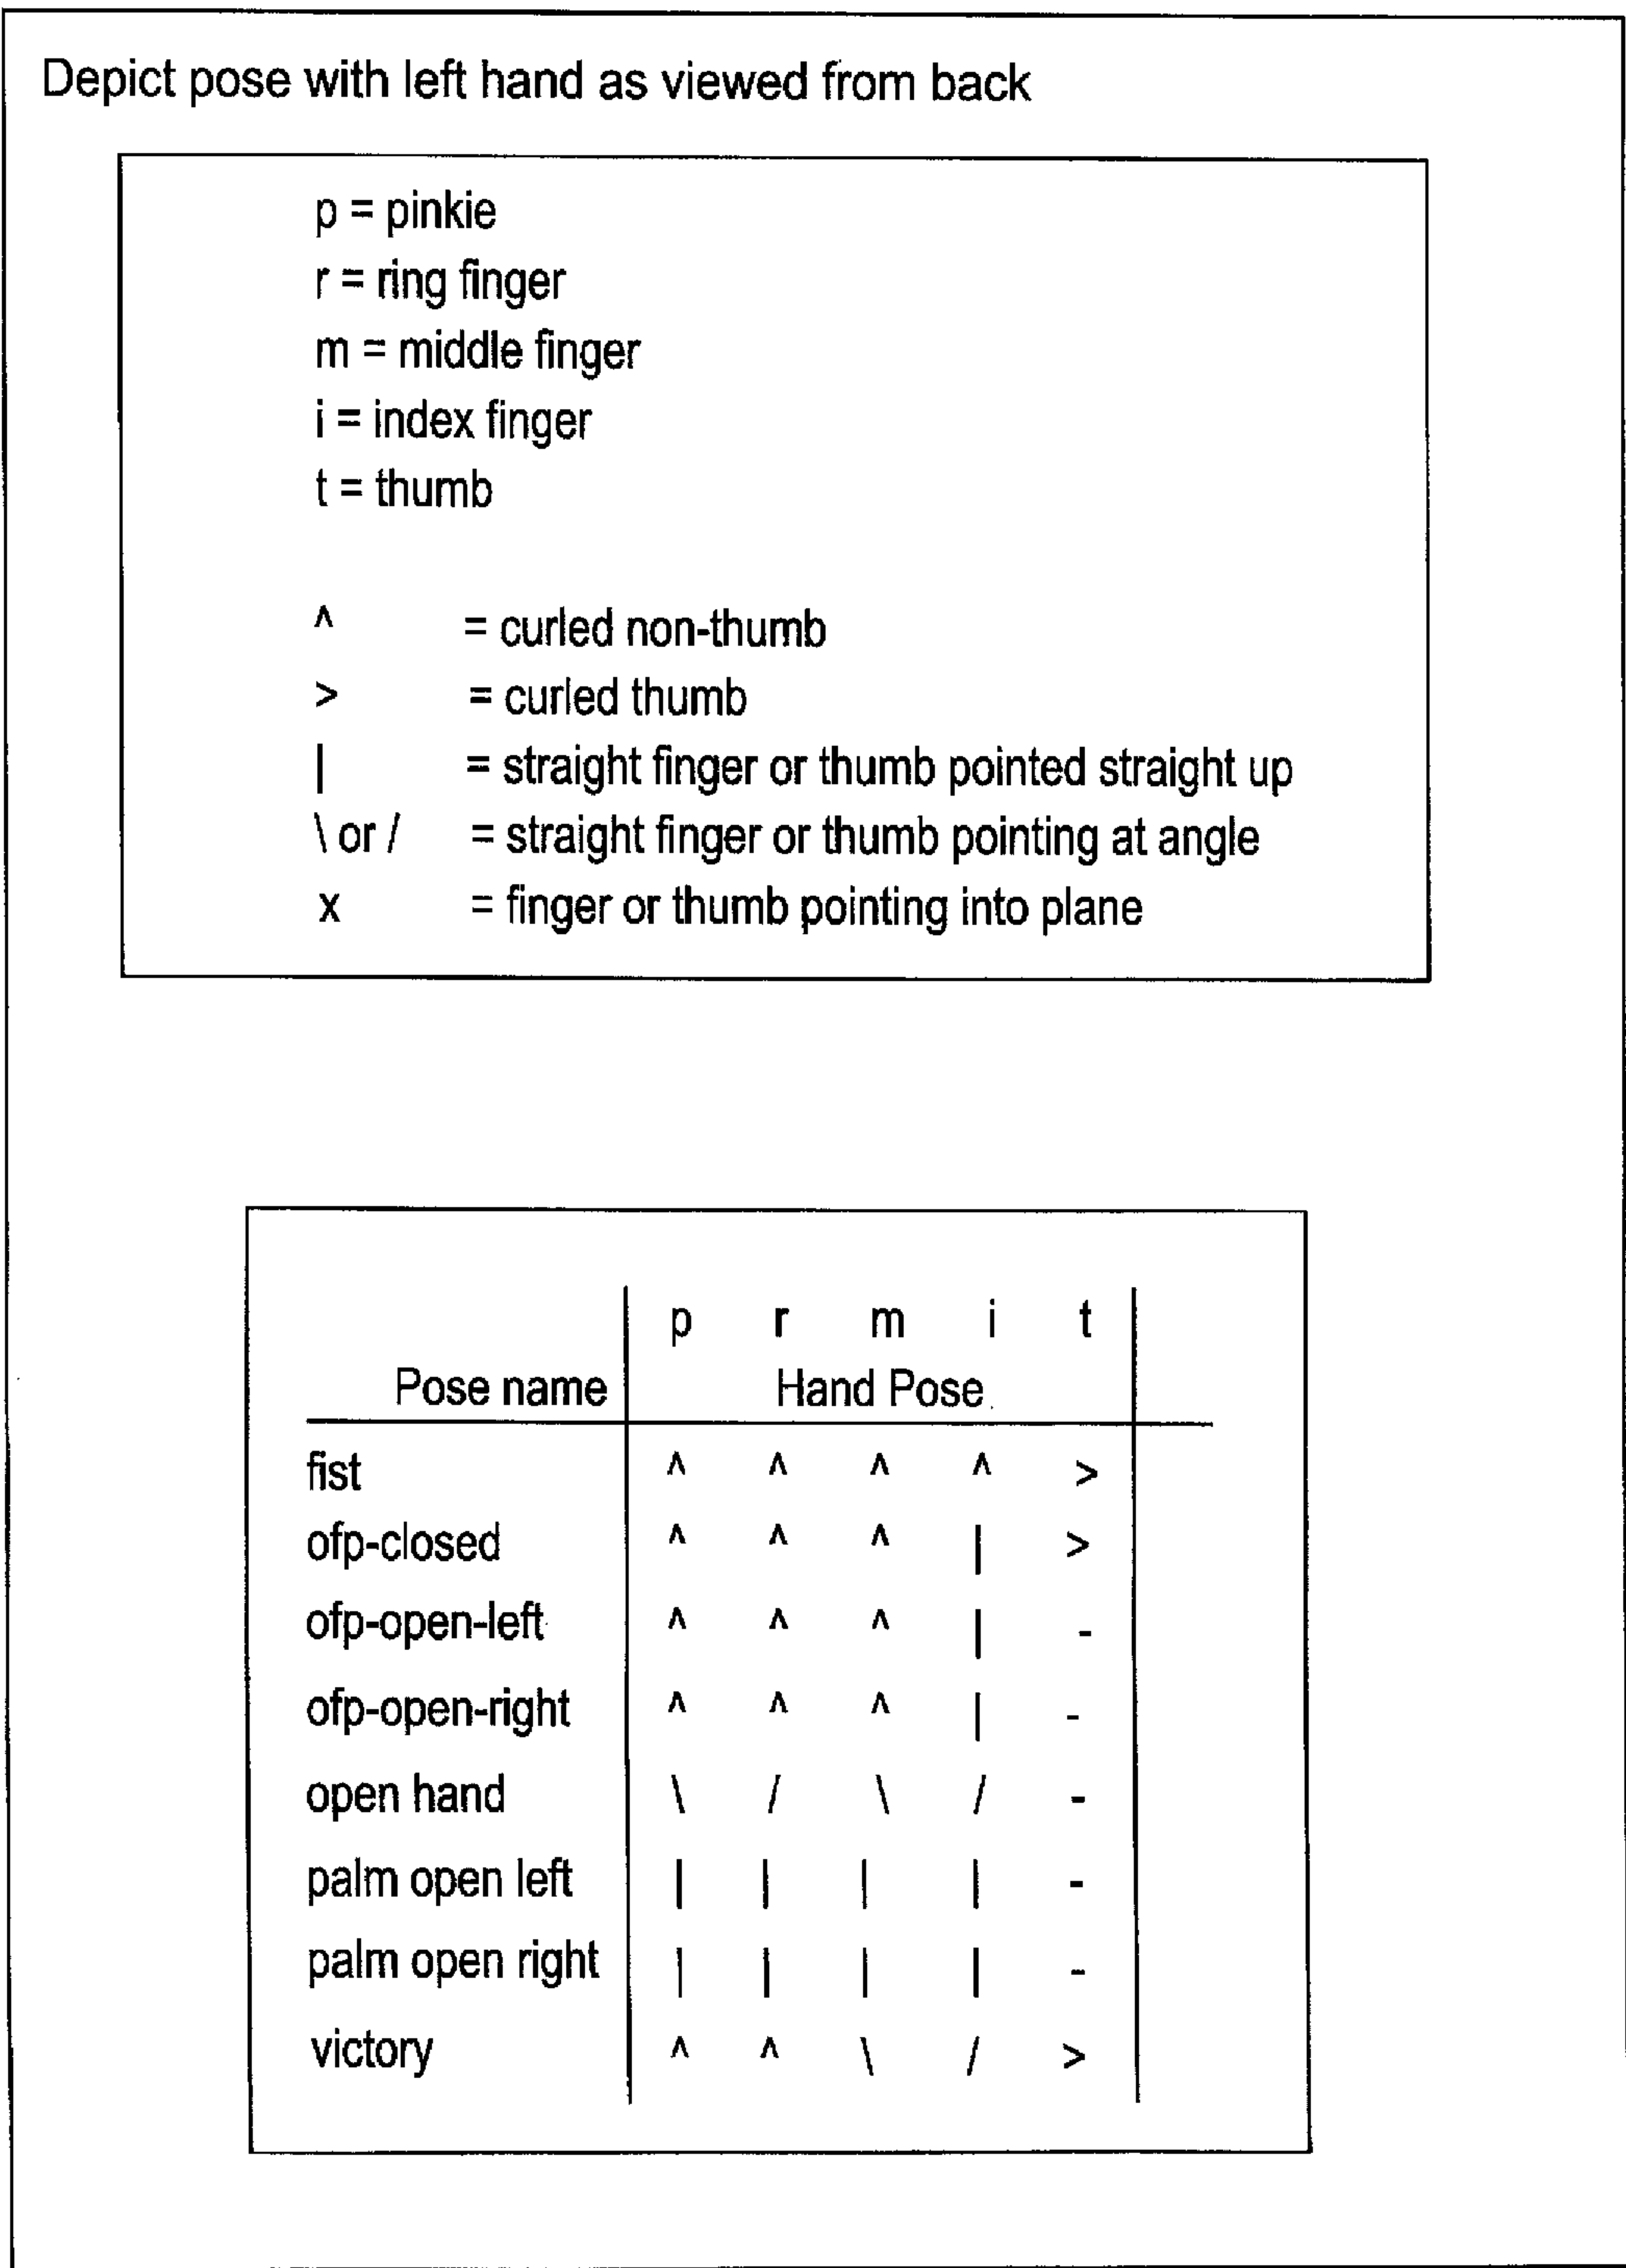 Depict pose with left hand as viewed from back
p = pinkie
r = ring finger
m = middle finger
i = index finger
t = thumb
^ = curled non-thumb
> = curled thumb
| = straight finger or thumb pointed straight up
\ or / = straight finger or thumb pointing at angle
x = finger or thumb pointing into plane
p r m i t
Pose name Hand Pose
fist ^ ^ ^ ^ >
ofp-closed ^ ^ ^ | >
ofp-open-left ^ ^ ^ | -
ofp-open-right ^ ^ ^ | -
open hand \ / \ / -
palm open left | | | | -
palm open right | | | | -
victory ^ ^ \ / >